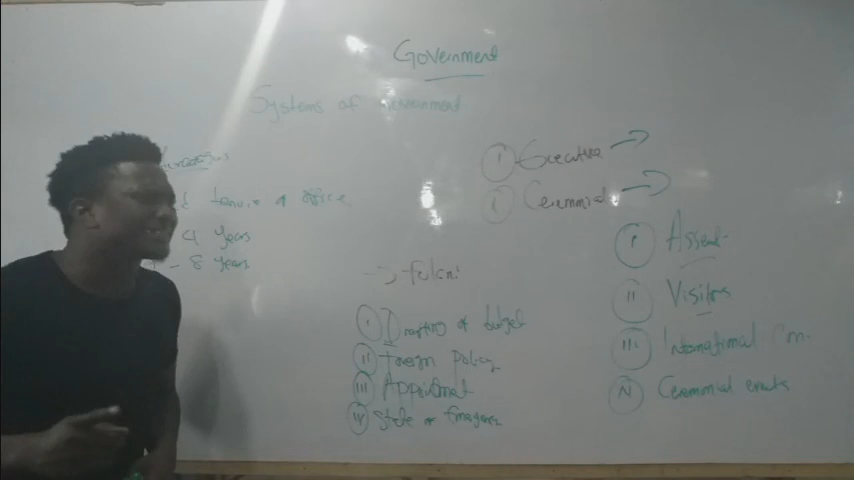 Government
Systems of Government
I Executive →
II Ceremonial →
tenure of office
4 years
8 years
I Drafting of budget
II Foreign policy
III Appointment
IV State of Emergency
I Assent
II Visitors
III International
IV Ceremonial events